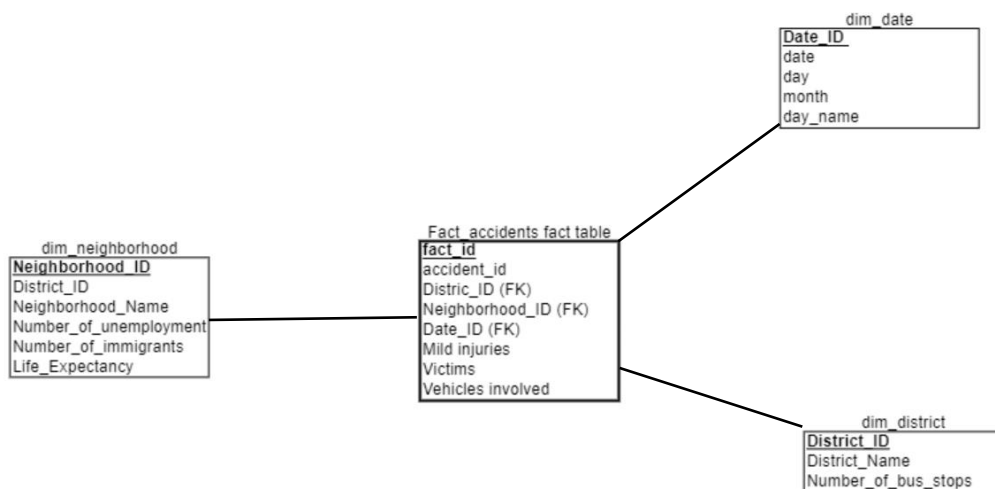 dim_date
Date_ID
date
day
month
day_name
Fact_accidents fact table
fact_id
accident_id
Distric_ID (FK)
Neighborhood_ID (FK)
Date_ID (FK)
Mild injuries
Victims
Vehicles involved
dim_neighborhood
Neighborhood_ID
District_ID
Neighborhood_Name
Number_of_unemployment
Number_of_immigrants
Life_Expectancy
dim_district
District_ID
District_Name
Number_of_bus_stops